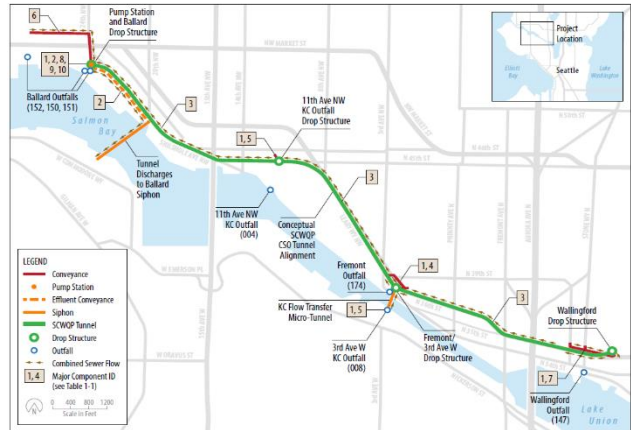 6
Pump Station
and Ballard
Drop Structure
NW MARKET ST
1, 2, 8,
9, 10
Ballard Outfalls
(152, 150, 151)
2
3
Salmon
Bay
Tunnel
Discharges
to Ballard
Siphon
11th Ave NW
KC Outfall
Drop Structure
1, 5
3
11th Ave NW
KC Outfall
(004)
Conceptual
SCWQP
CSO Tunnel
Alignment
Fremont
Outfall
(174)
1, 4
KC Flow Transfer
Micro-Tunnel
1, 5
3rd Ave W
KC Outfall
(008)
Fremont/
3rd Ave W
Drop Structure
3
Wallingford
Drop Structure
1, 7
Wallingford
Outfall
(147)
Lake
Union
Project
Location
Elliott
Bay
Seattle
Lake
Washington
LEGEND
Conveyance
Pump Station
Effluent Conveyance
Siphon
SCWQP Tunnel
Drop Structure
Outfall
Combined Sewer Flow
1, 4
Major Component ID
(see Table 1-1)
N
0 400 800 1200
Scale in Feet